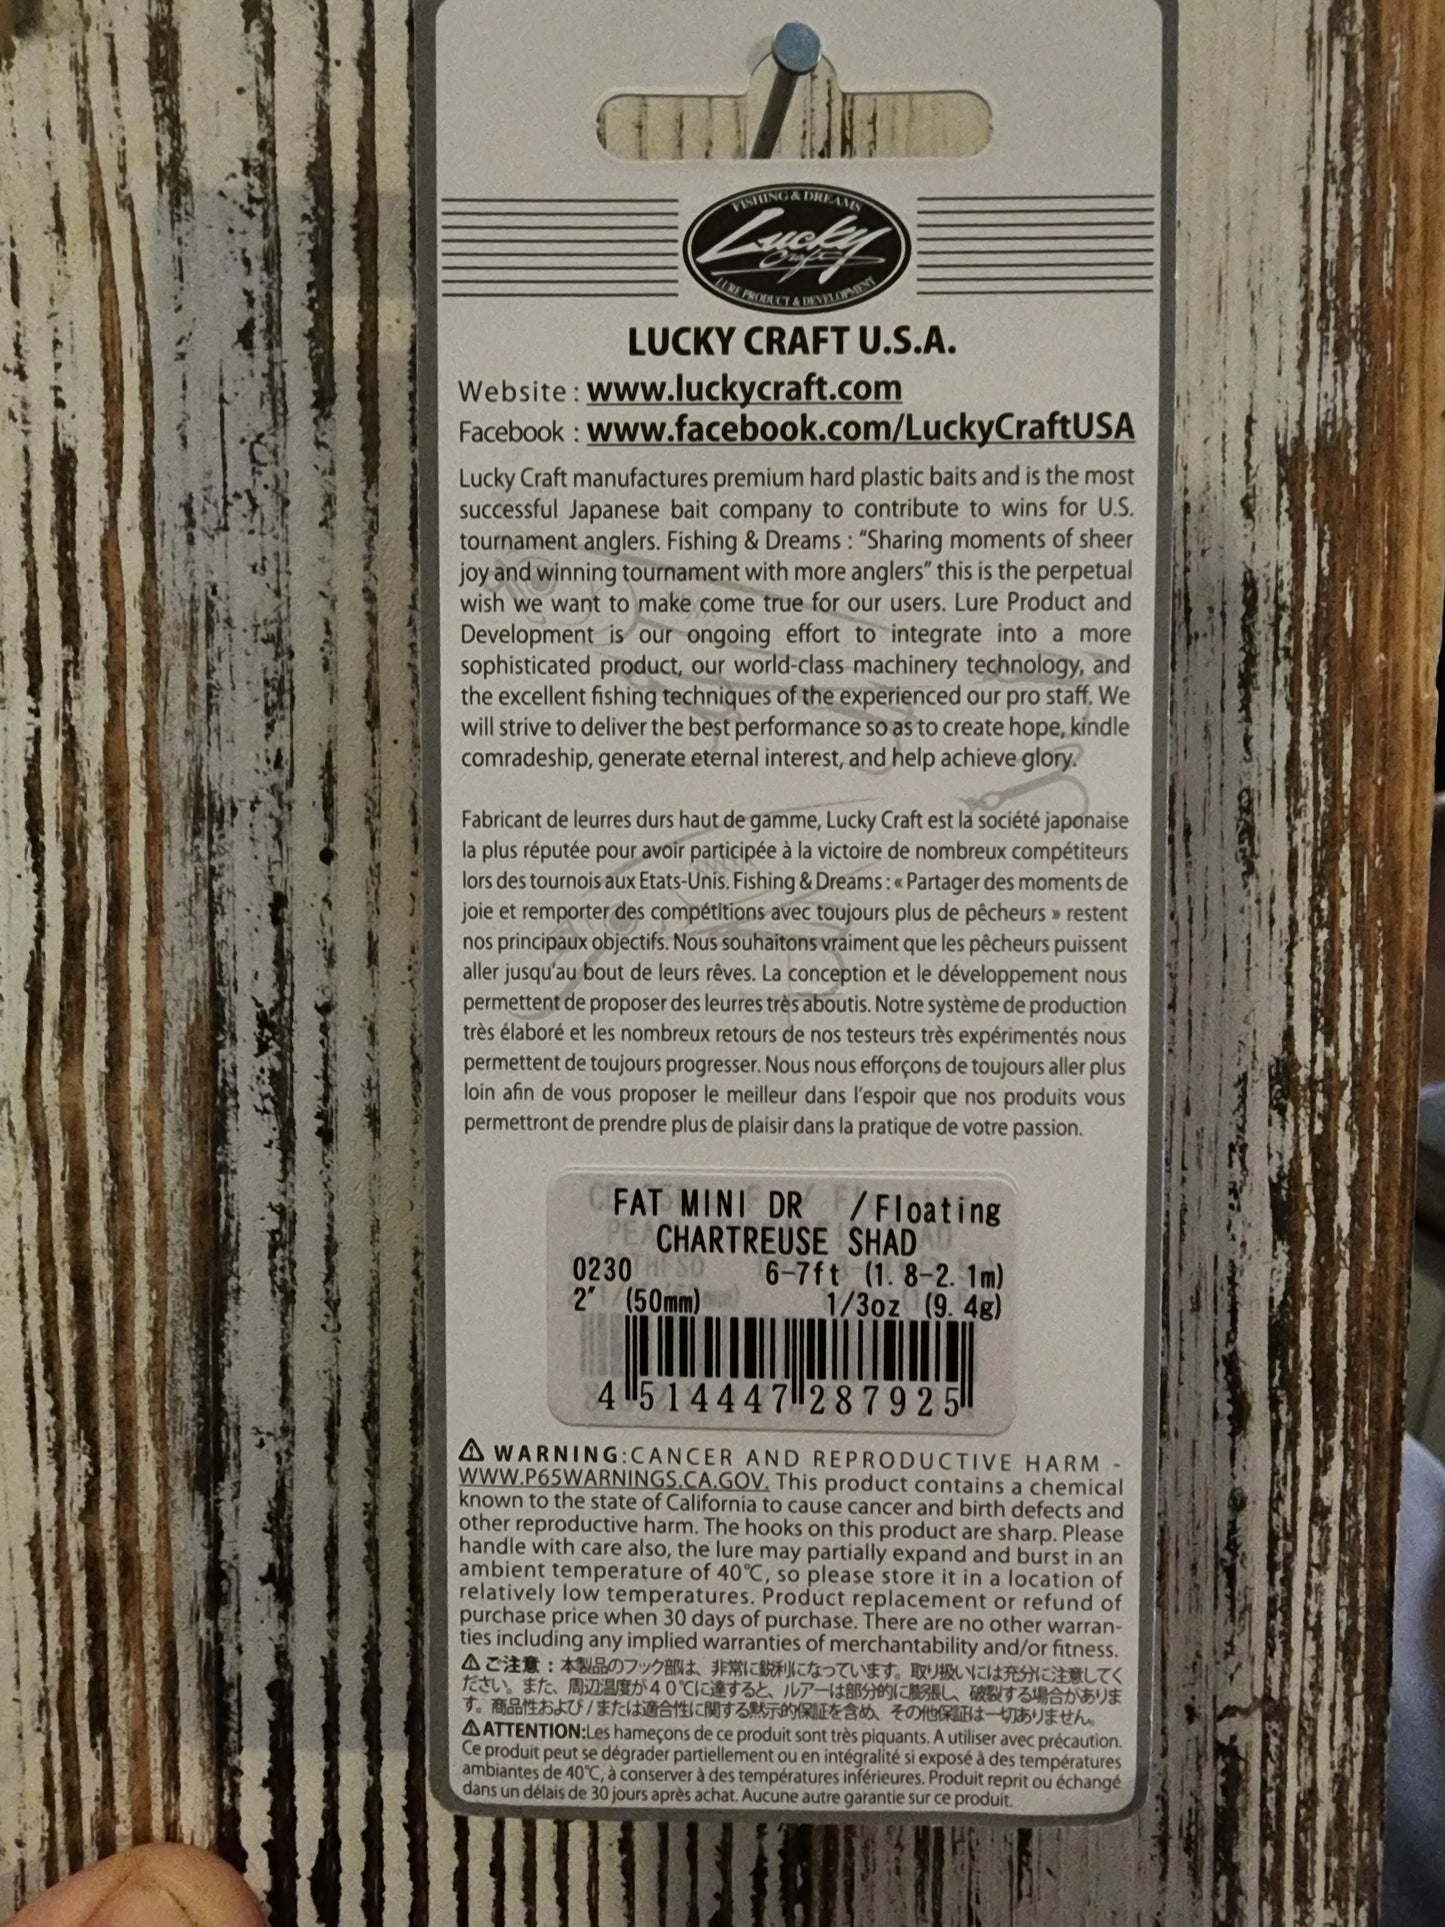 FISHING & DREAMS
Lucky
Craft
LURE PRODUCT & DEVELOPMENT
LUCKY CRAFT U.S.A.
Website : www.luckycraft.com
Facebook : www.facebook.com/LuckyCraftUSA
Lucky Craft manufactures premium hard plastic baits and is the most
successful Japanese bait company to contribute to wins for U.S.
tournament anglers. Fishing & Dreams : “Sharing moments of sheer
joy and winning tournament with more anglers” this is the perpetual
wish we want to make come true for our users. Lure Product and
Development is our ongoing effort to integrate into a more
sophisticated product, our world-class machinery technology, and
the excellent fishing techniques of the experienced our pro staff. We
will strive to deliver the best performance so as to create hope, kindle
comradeship, generate eternal interest, and help achieve glory.
Fabricant de leurres durs haut de gamme, Lucky Craft est la société japonaise
la plus réputée pour avoir participée à la victoire de nombreux compétiteurs
lors des tournois aux Etats-Unis. Fishing & Dreams : « Partager des moments de
joie et remporter des compétitions avec toujours plus de pêcheurs » restent
nos principaux objectifs. Nous souhaitons vraiment que les pêcheurs puissent
aller jusqu’au bout de leurs rêves. La conception et le développement nous
permettent de proposer des leurres très aboutis. Notre système de production
très élaboré et les nombreux retours de nos testeurs très expérimentés nous
permettent de toujours progresser. Nous nous efforçons de toujours aller plus
loin afin de vous proposer le meilleur dans l’espoir que nos produits vous
permettront de prendre plus de plaisir dans la pratique de votre passion.
FAT MINI DR /Floating
CHARTREUSE SHAD
0230 6-7ft (1.8-2.1m)
2" (50mm) 1/3oz (9.4g)
4 514447 287925
⚠ WARNING:CANCER AND REPRODUCTIVE HARM -
WWW.P65WARNINGS.CA.GOV. This product contains a chemical
known to the state of California to cause cancer and birth defects and
other reproductive harm. The hooks on this product are sharp. Please
handle with care also, the lure may partially expand and burst in an
ambient temperature of 40℃, so please store it in a location of
relatively low temperatures. Product replacement or refund of
purchase price when 30 days of purchase. There are no other warran-
ties including any implied warranties of merchantability and/or fitness.
⚠ご注意：本製品のフック部は、非常に鋭利になっています。取り扱いには充分に注意してく
ださい。また、周辺温度が４０℃に達すると、ルアーは部分的に膨張し、破裂する場合がありま
す。商品性および／または適合性に関する黙示的保証を含め、その他保証は一切ありません。
⚠ATTENTION:Les hameçons de ce produit sont très piquants. A utiliser avec précaution.
Ce produit peut se dégrader partiellement ou en intégralité si exposé à des températures
ambiantes de 40℃, à conserver à des températures inférieures. Produit reprit ou échangé
dans un délais de 30 jours après achat. Aucune autre garantie sur ce produit.